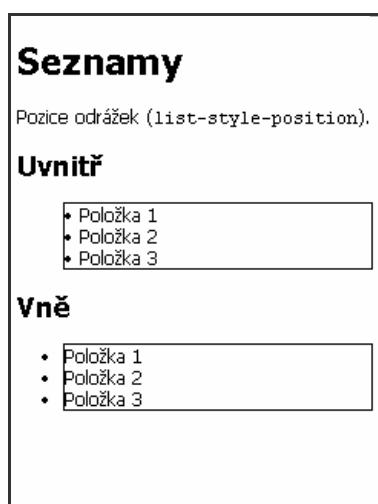 Seznamy
Pozice odrážek (list-style-position).
Uvnitř
• Položka 1
• Položka 2
• Položka 3
Vně
• Položka 1
• Položka 2
• Položka 3